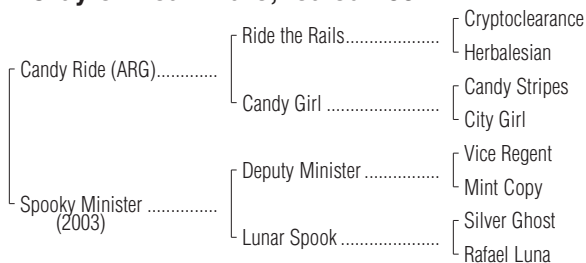 Cryptoclearance
Ride the Rails....................
Herbalesian
Candy Ride (ARG).............
Candy Stripes
Candy Girl ........................
City Girl
Vice Regent
Deputy Minister ................
Mint Copy
Spooky Minister ...............
(2003)
Silver Ghost
Lunar Spook .....................
Rafael Luna